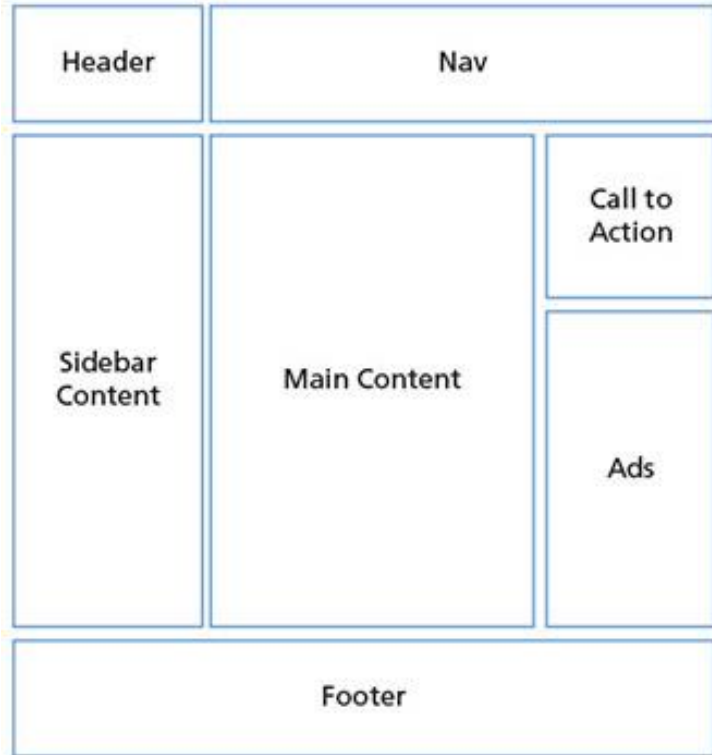 Header
Nav
Sidebar
Content
Main Content
Call to
Action
Ads
Footer